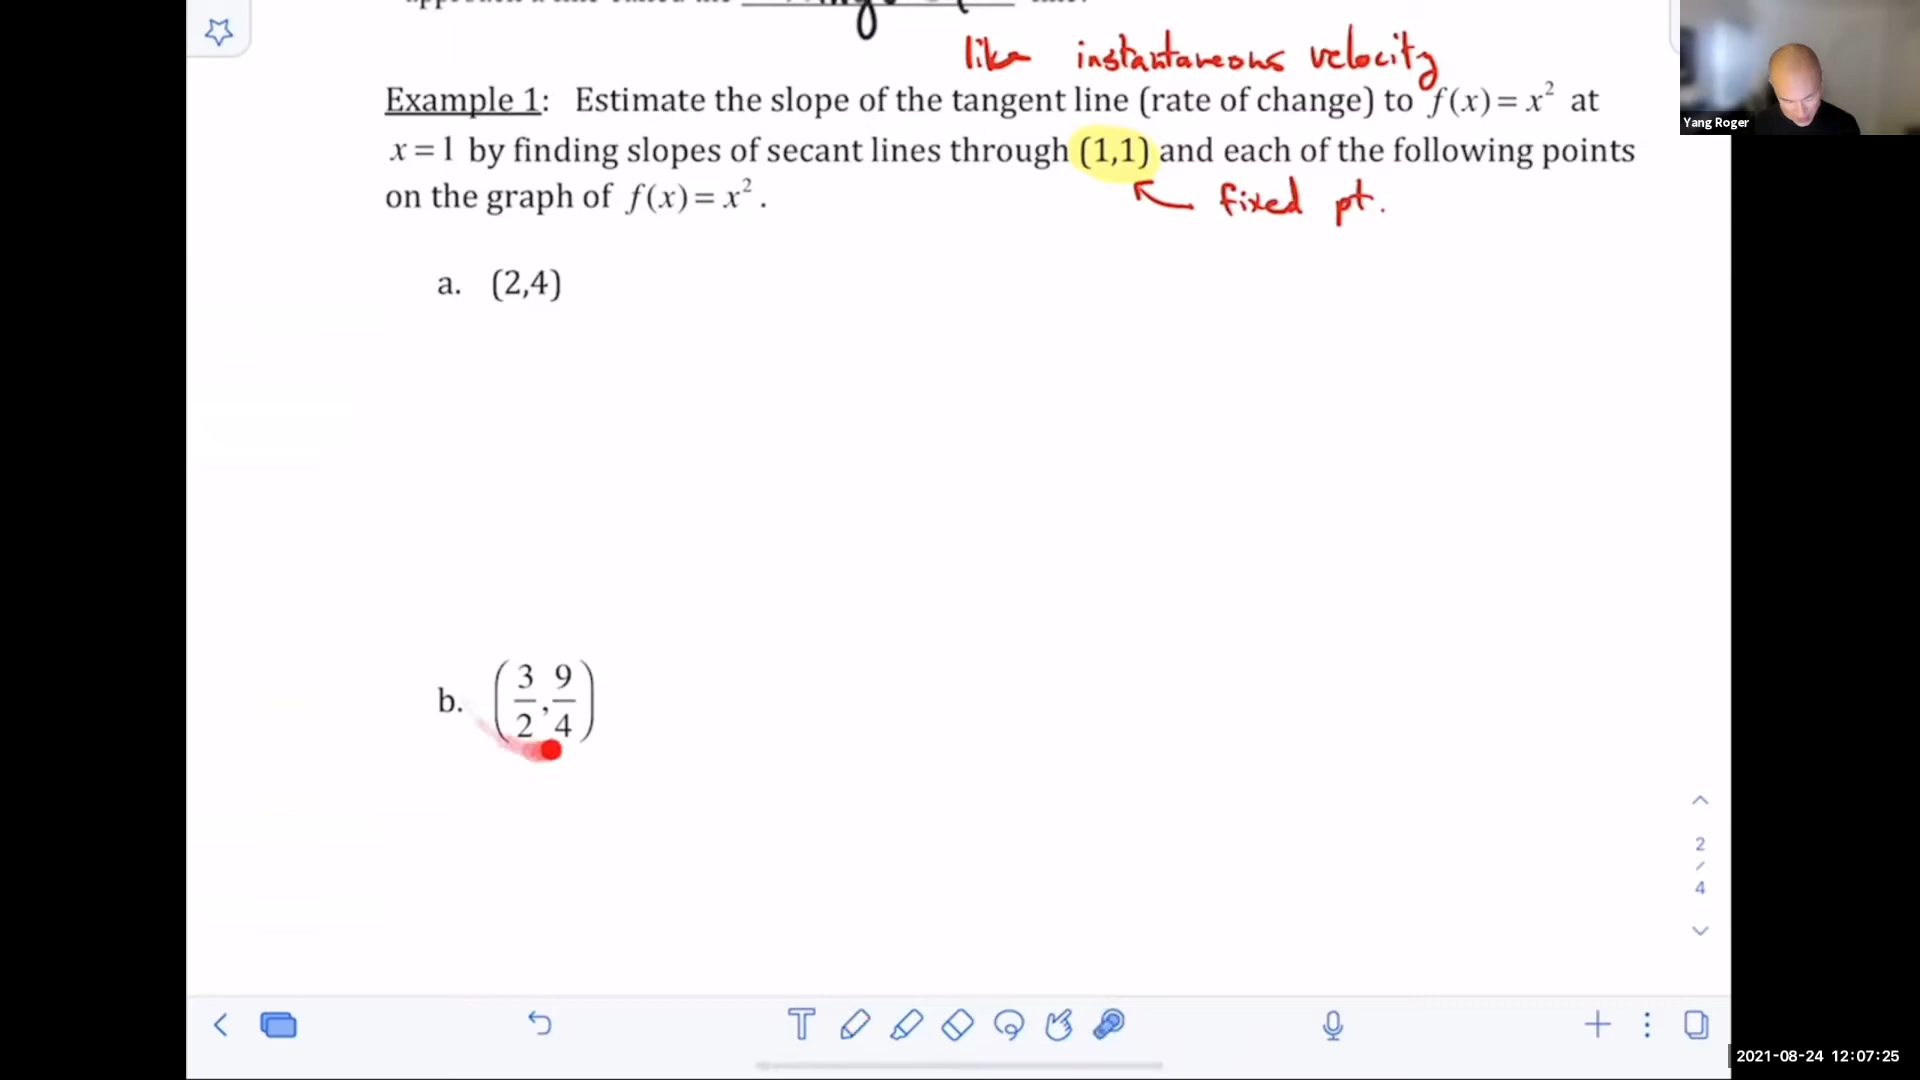 like instantaneous velocity
Example 1: Estimate the slope of the tangent line (rate of change) to f(x) = x² at
x = 1 by finding slopes of secant lines through (1,1) and each of the following points
on the graph of f(x) = x².
fixed pt.
a. (2,4)
b. (3/2, 9/4)
Yang Roger
2
/
4
T
2021-08-24 12:07:25